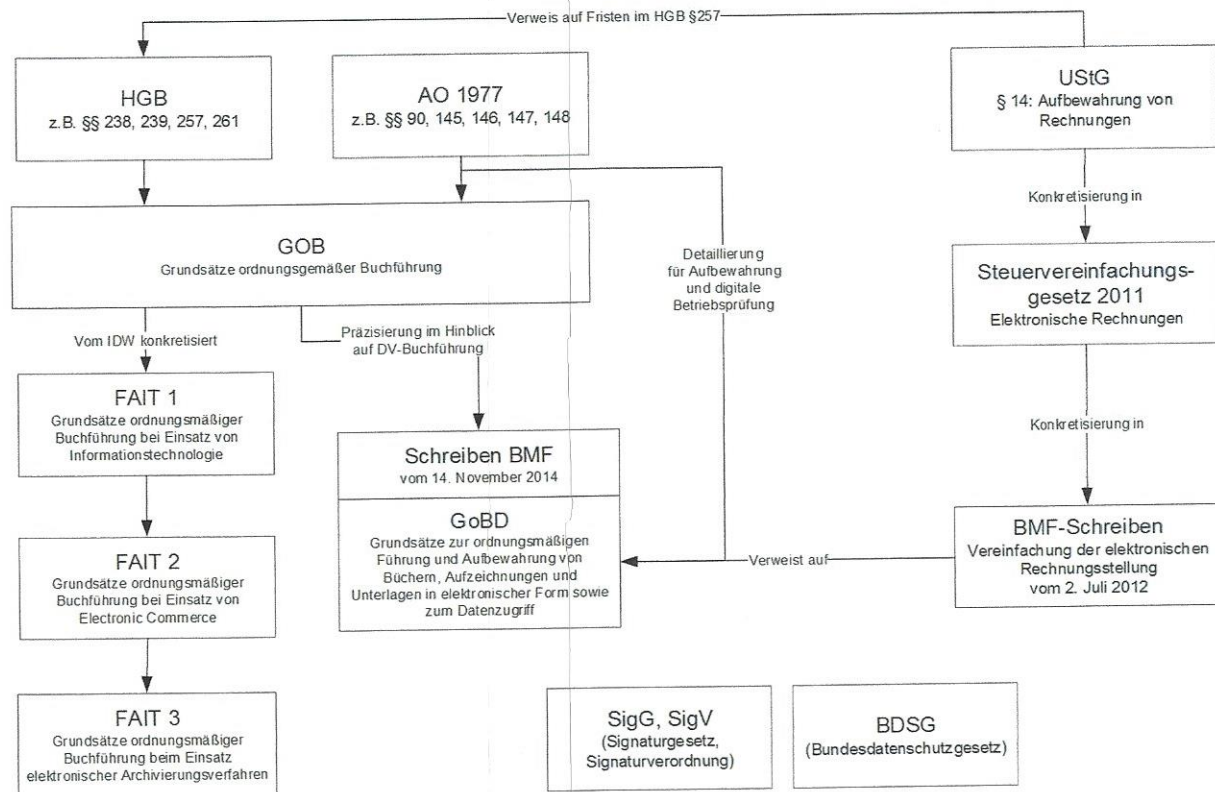 Verweis auf Fristen im HGB §257
HGB
z.B. §§ 238, 239, 257, 261
AO 1977
z.B. §§ 90, 145, 146, 147, 148
UStG
§ 14: Aufbewahrung von
Rechnungen
Konkretisierung in
GOB
Grundsätze ordnungsgemäßer Buchführung
Detaillierung
für Aufbewahrung
und digitale
Betriebsprüfung
Steuervereinfachungs-
gesetz 2011
Elektronische Rechnungen
Vom IDW konkretisiert
Präzisierung im Hinblick
auf DV-Buchführung
FAIT 1
Grundsätze ordnungsmäßiger
Buchführung bei Einsatz von
Informationstechnologie
Konkretisierung in
Schreiben BMF
vom 14. November 2014
GoBD
Grundsätze zur ordnungsmäßigen
Führung und Aufbewahrung von
Büchern, Aufzeichnungen und
Unterlagen in elektronischer Form sowie
zum Datenzugriff
Verweist auf
BMF-Schreiben
Vereinfachung der elektronischen
Rechnungsstellung
vom 2. Juli 2012
FAIT 2
Grundsätze ordnungsmäßiger
Buchführung bei Einsatz von
Electronic Commerce
FAIT 3
Grundsätze ordnungsmäßiger
Buchführung beim Einsatz
elektronischer Archivierungsverfahren
SigG, SigV
(Signaturgesetz,
Signaturverordnung)
BDSG
(Bundesdatenschutzgesetz)